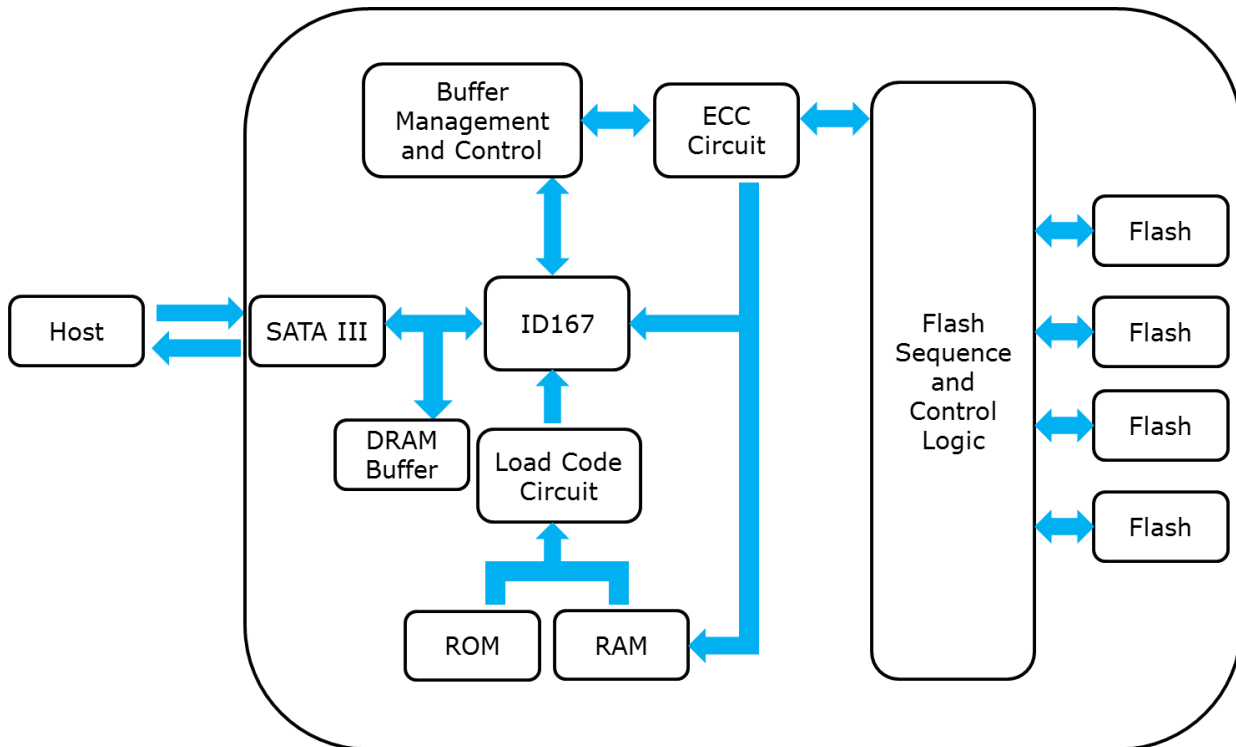 Buffer
Management
and Control
ECC
Circuit
Flash
Host
SATA III
ID167
Flash
Sequence
and
Control
Logic
Flash
DRAM
Buffer
Load Code
Circuit
Flash
ROM
RAM
Flash